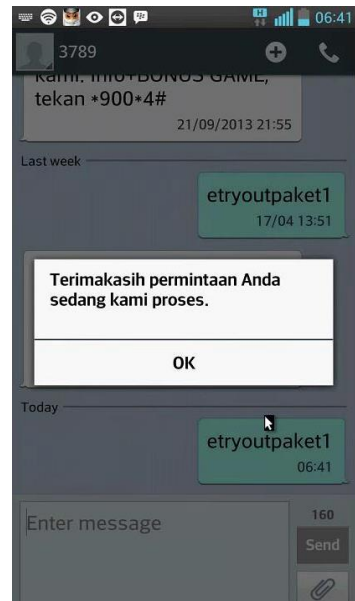 H
06:41
3789
kami. Info+BONUS GAME,
tekan *900*4#
21/09/2013 21:55
Last week
etryoutpaket1
17/04 13:51
Terimakasih permintaan Anda
sedang kami proses.
OK
Today
etryoutpaket1
06:41
Enter message
160
Send